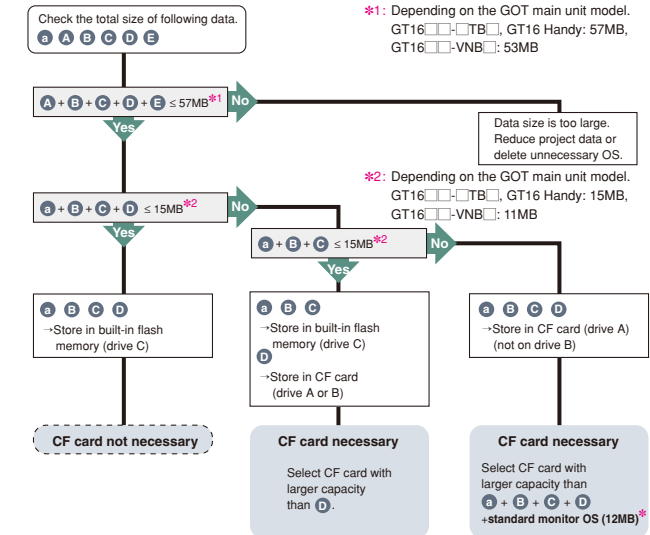 Check the total size of following data.
a A B C D E
*1: Depending on the GOT main unit model.
GT16□□-□TB□, GT16 Handy: 57MB,
GT16□□-VNB□: 53MB
A + B + C + D + E ≤ 57MB*1
No
Yes
Data size is too large.
Reduce project data or
delete unnecessary OS.
*2: Depending on the GOT main unit model.
GT16□□-□TB□, GT16 Handy: 15MB,
GT16□□-VNB□: 11MB
a + B + C + D ≤ 15MB*2
No
Yes
a + B + C ≤ 15MB*2
No
Yes
a B C D
→Store in built-in flash
memory (drive C)
a B C
→Store in built-in flash
memory (drive C)
D
→Store in CF card
(drive A or B)
a B C D
→Store in CF card (drive A)
(not on drive B)
CF card not necessary
CF card necessary
Select CF card with
larger capacity
than D.
CF card necessary
Select CF card with
larger capacity than
a + B + C + D
+standard monitor OS (12MB)*